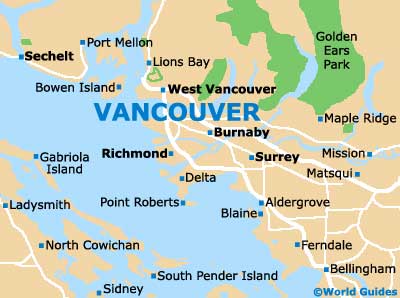 Port Mellon
Golden
Ears
Park
Sechelt
Lions Bay
Bowen Island
West Vancouver
VANCOUVER
Maple Ridge
Burnaby
Richmond
Surrey
Mission
Gabriola
Island
Matsqui
Delta
Ladysmith
Point Roberts
Aldergrove
Blaine
North Cowichan
Ferndale
South Pender Island
Bellingham
Sidney
©World Guides